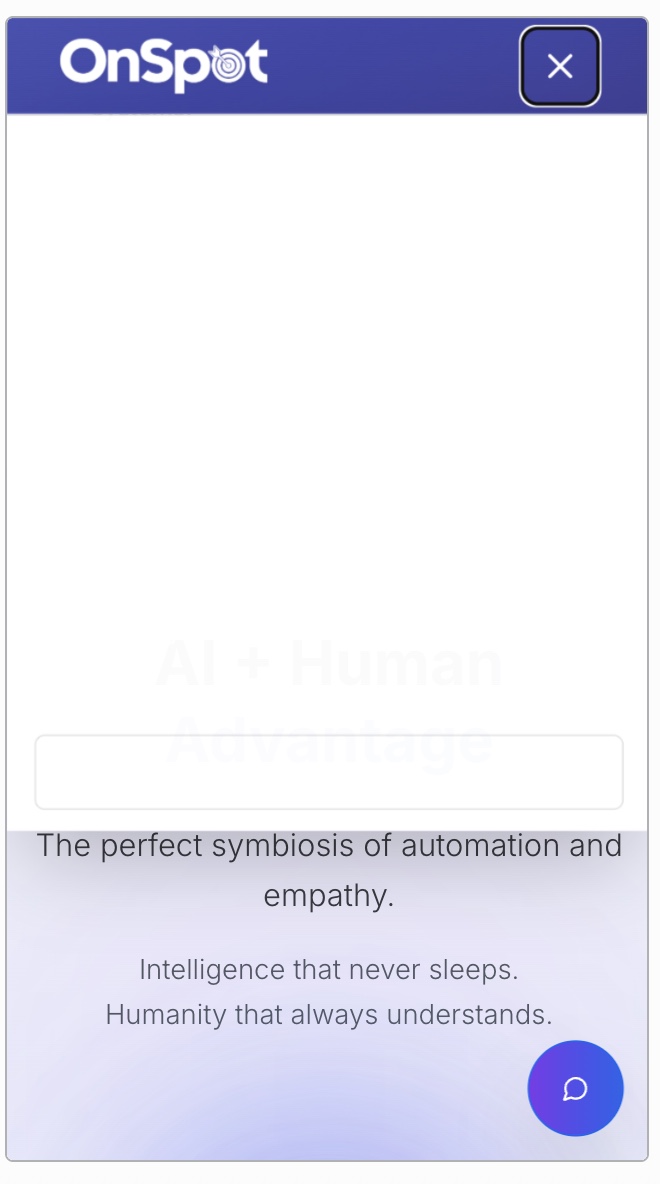 OnSpot
AI + Human
Advantage
The perfect symbiosis of automation and
empathy.
Intelligence that never sleeps.
Humanity that always understands.